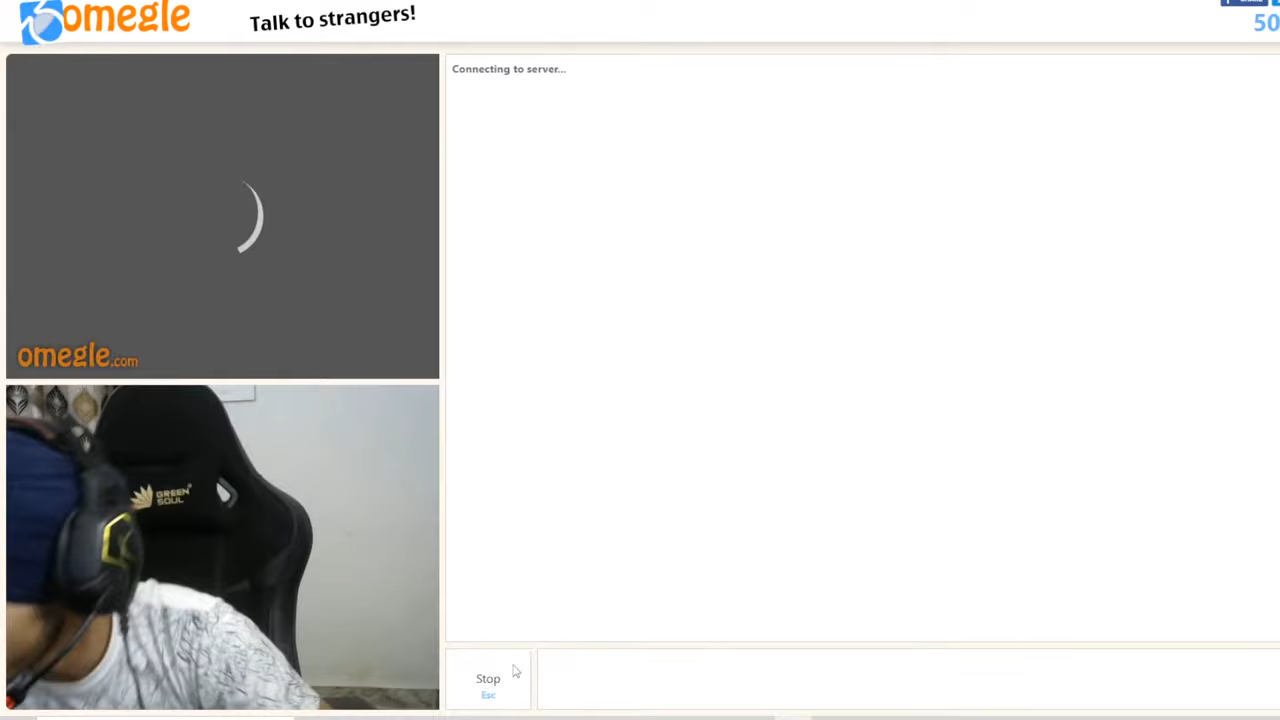 omegle
Talk to strangers!
50
Connecting to server...
omegle.com
GREEN
SOUL
Stop
Esc